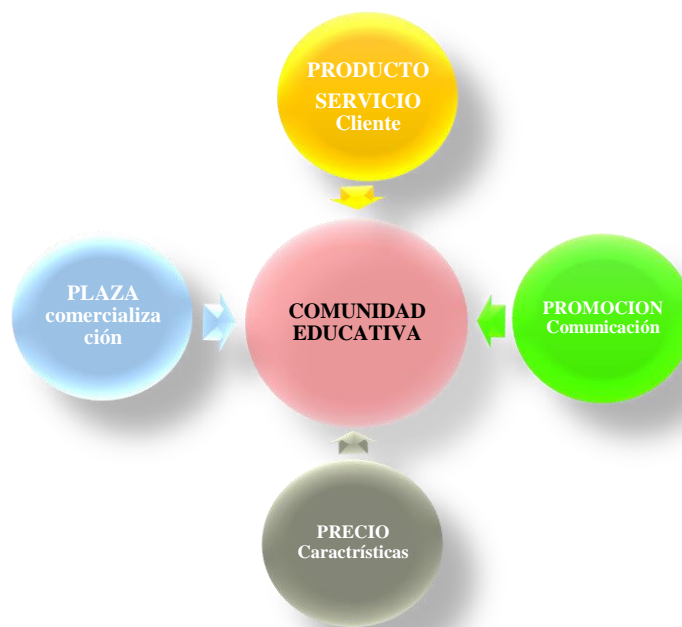 PRODUCTO
SERVICIO
Cliente
PLAZA
comercializa
ción
COMUNIDAD
EDUCATIVA
PROMOCION
Comunicación
PRECIO
Caractrísticas